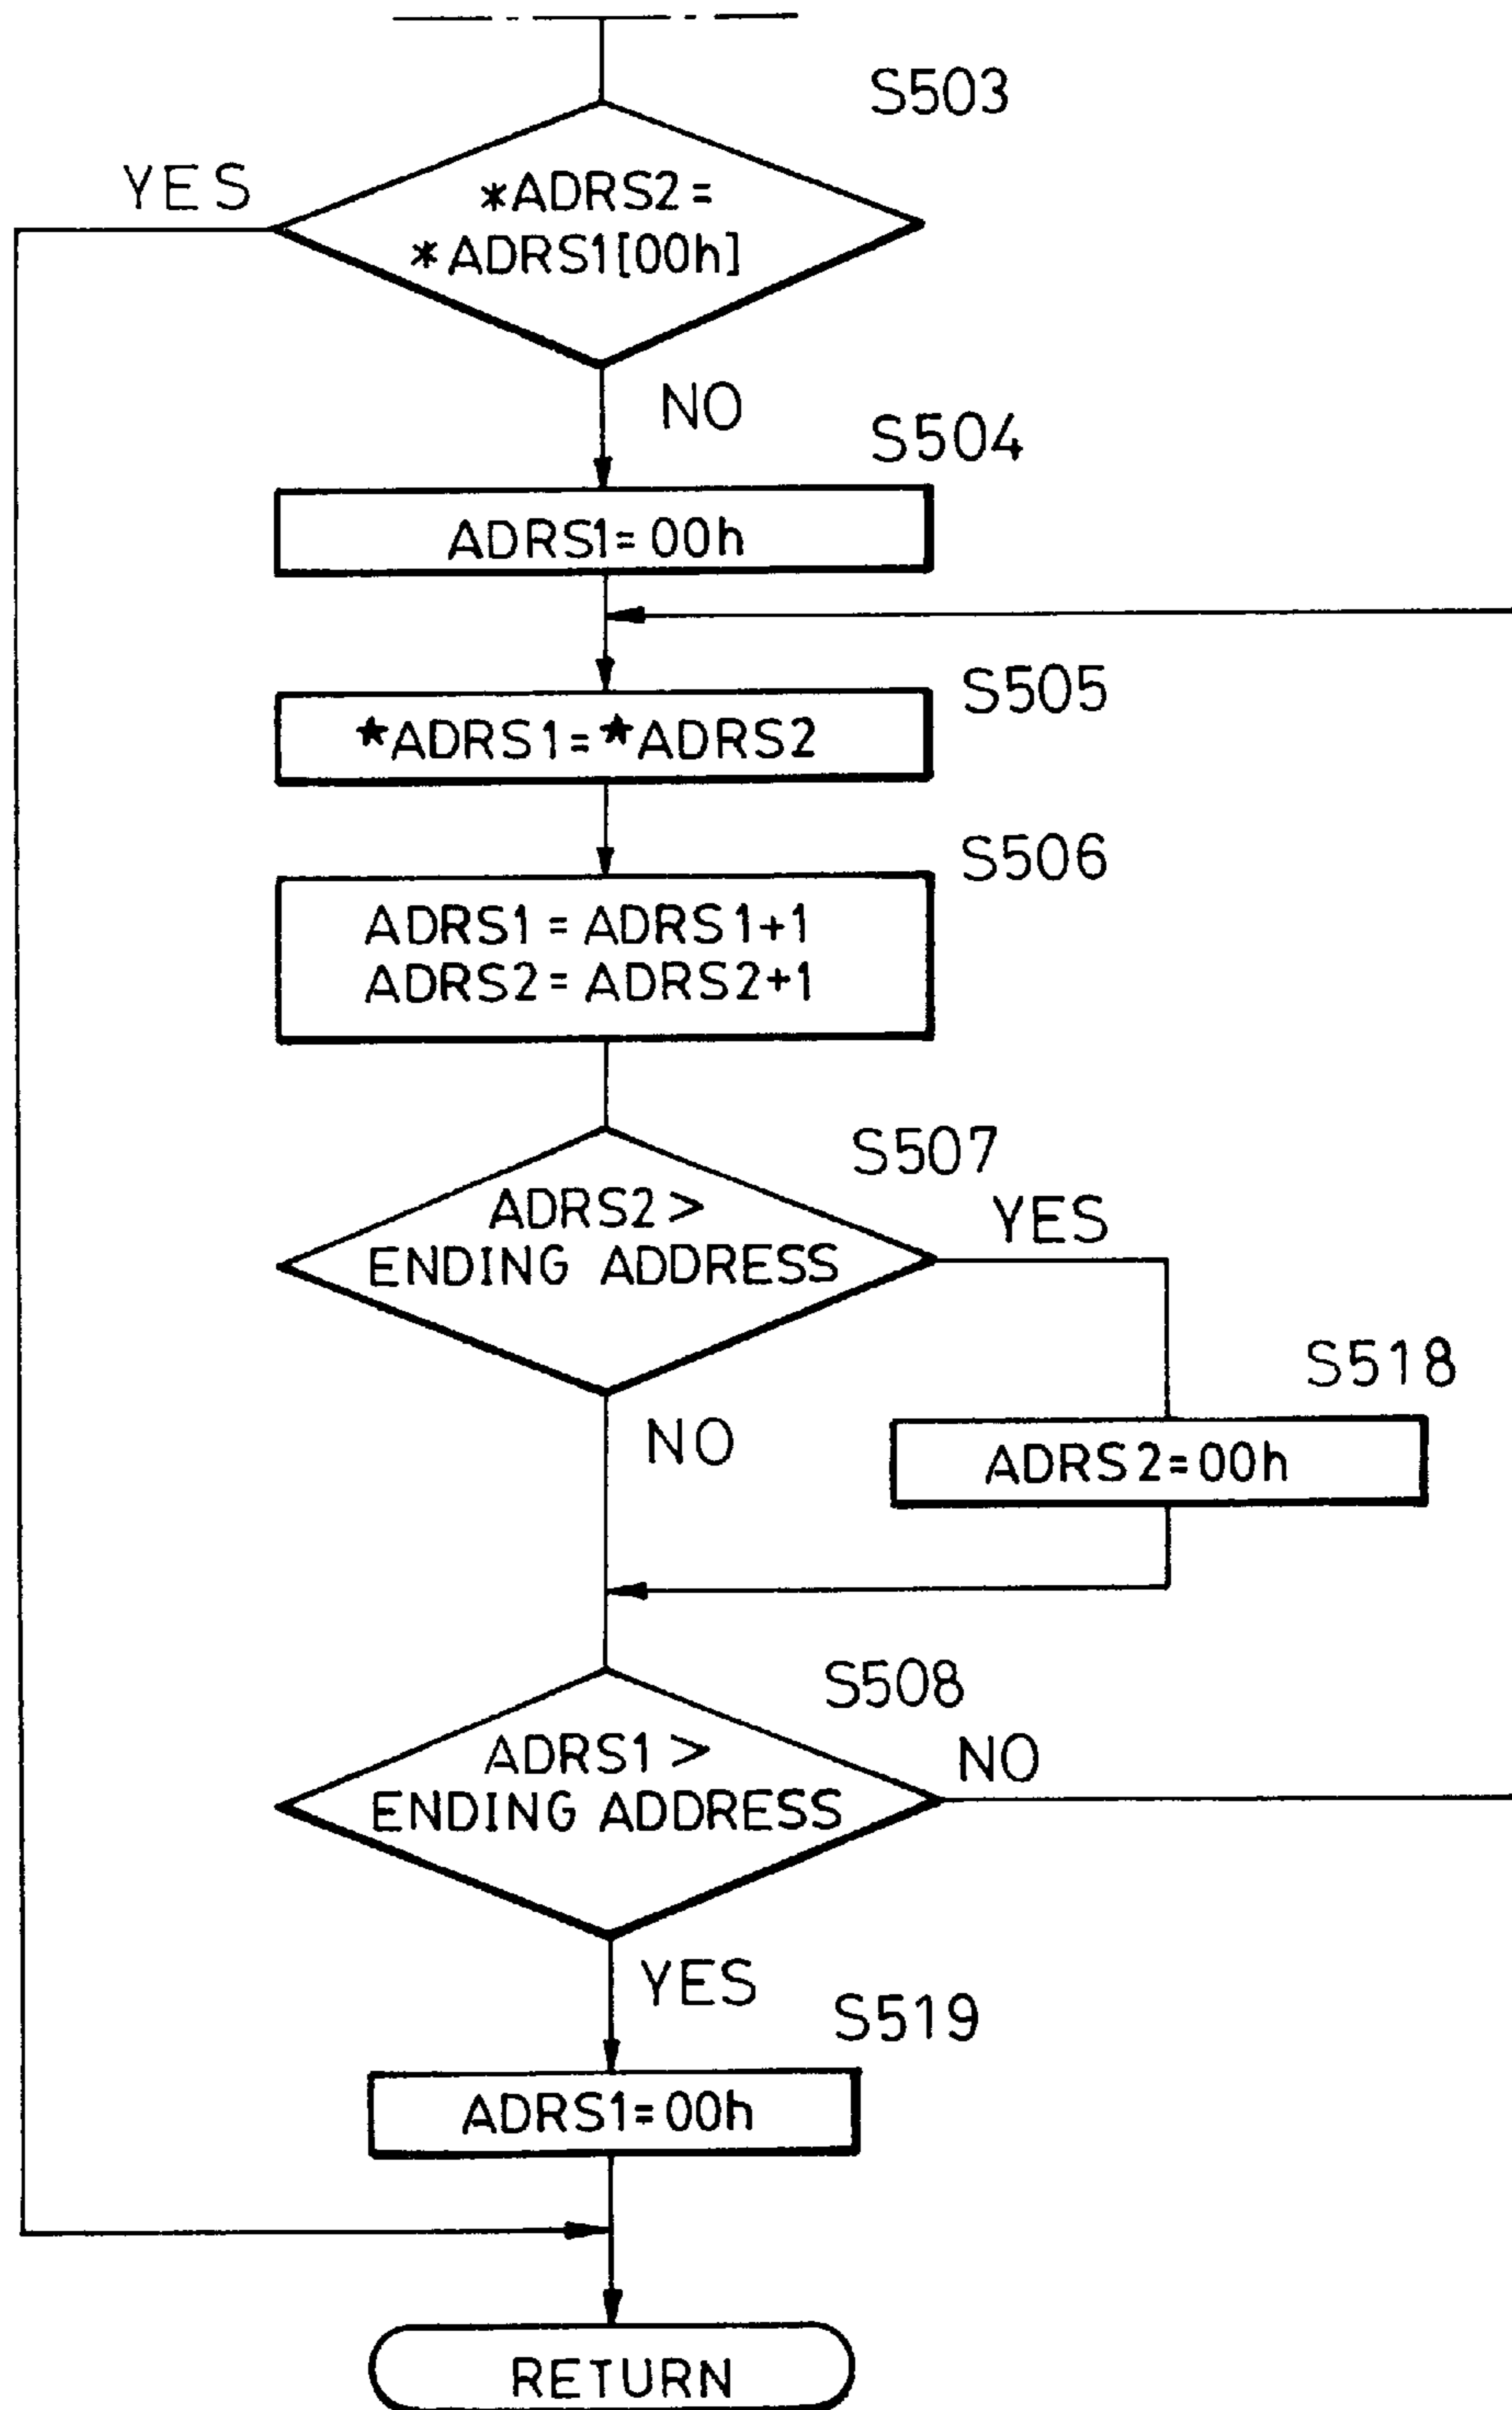 S503
YES
*ADRS2=
*ADRS1[00h]
NO
S504
ADRS1=00h
S505
★ADRS1=★ADRS2
S506
ADRS1=ADRS1+1
ADRS2=ADRS2+1
S507
ADRS2>
ENDING ADDRESS
YES
S518
NO
ADRS2=00h
S508
ADRS1>
ENDING ADDRESS
NO
YES
S519
ADRS1=00h
RETURN